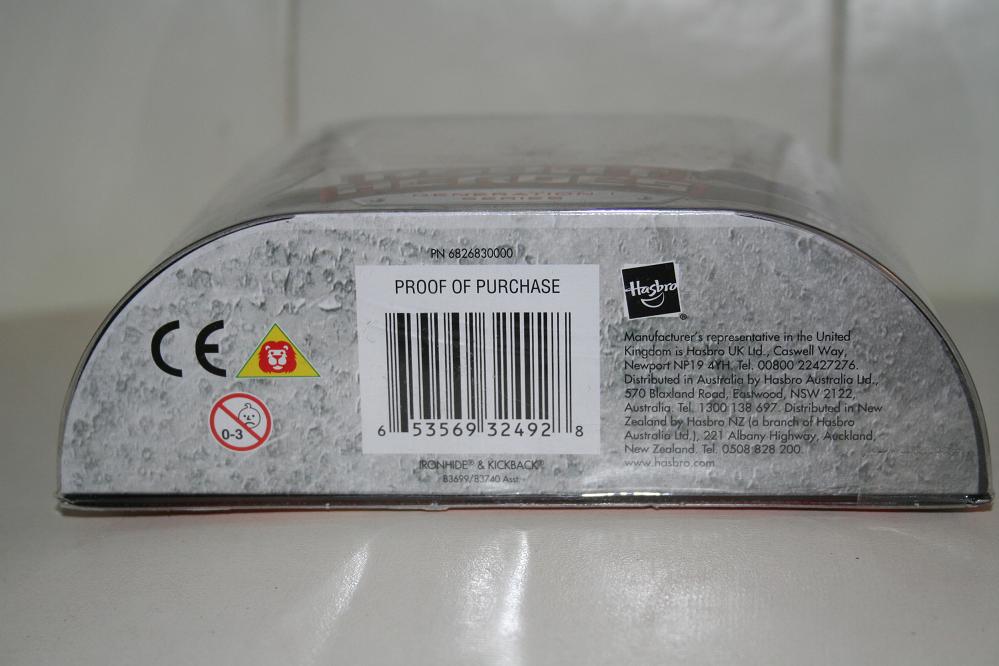 GENERATION 1
SERIES
PN 6826830000
PROOF OF PURCHASE
6 53569 32492 8
IRONHIDE® & KICKBACK®
83699/83740 Asst.
CE
0-3
Hasbro
®
Manufacturer's representative in the United
Kingdom is Hasbro UK Ltd., Caswell Way,
Newport NP19 4YH. Tel. 00800 22427276.
Distributed in Australia by Hasbro Australia Ltd.,
570 Blaxland Road, Eastwood, NSW 2122,
Australia. Tel. 1300 138 697. Distributed in New
Zealand by Hasbro NZ (a branch of Hasbro
Australia Ltd.), 221 Albany Highway, Auckland,
New Zealand. Tel. 0508 828 200.
www.hasbro.com